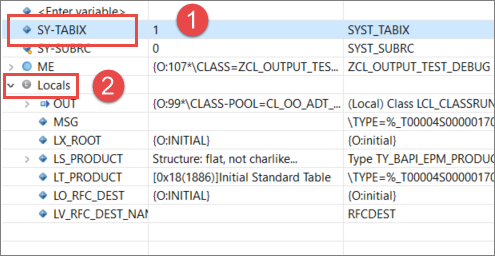 <Enter variable>
1
SY-TABIX 1 SYST_TABIX
SY-SUBRC 0 SYST_SUBRC
ME {O:107*\CLASS=ZCL_OUTPUT_TES... ZCL_OUTPUT_TEST_DEBUG
Locals
2
OUT {O:99*\CLASS-POOL=CL_OO_ADT_... (Local) Class LCL_CLASSRUN
MSG \TYPE=%_T00004S00000170
LX_ROOT {O:INITIAL} {O:initial}
LS_PRODUCT Structure: flat, not charlike... Type TY_BAPI_EPM_PRODUC
LT_PRODUCT [0x18(1886)]Initial Standard Table \TYPE=%_T00004S00000170
LO_RFC_DEST {O:INITIAL} {O:initial}
LV_RFC_DEST_NAM RFCDEST